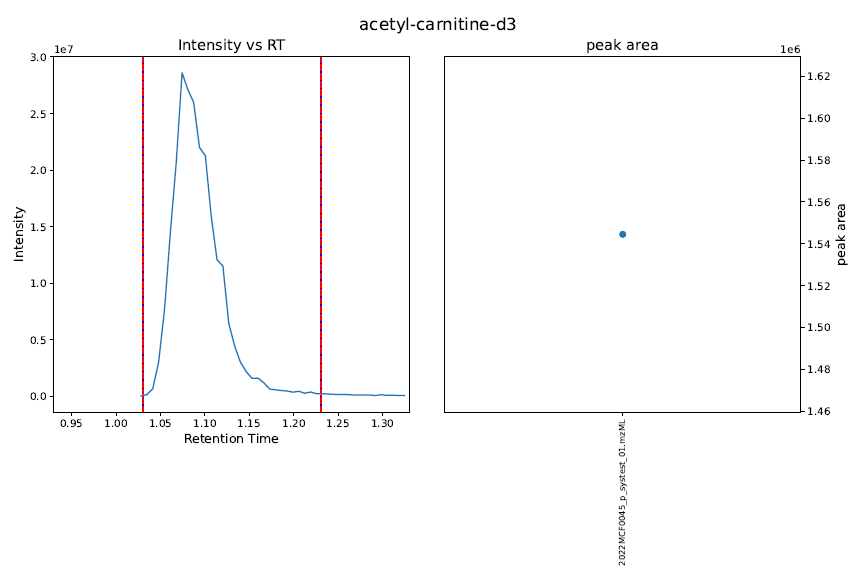 acetyl-carnitine-d3
Intensity vs RT
1e7
3.0
2.5
2.0
1.5
1.0
0.5
0.0
Intensity
0.95 1.00 1.05 1.10 1.15 1.20 1.25 1.30
Retention Time
peak area
1e6
1.62
1.60
1.58
1.56
1.54
1.52
1.50
1.48
1.46
peak area
2022MCF0045_p_systest_01.mzML